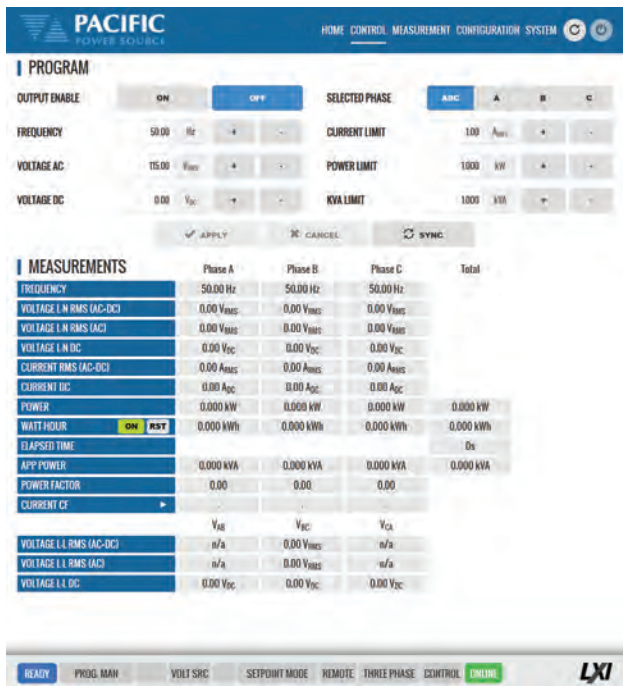 PACIFIC
POWER SOURCE
HOME CONTROL MEASUREMENT CONFIGURATION SYSTEM
PROGRAM
OUTPUT ENABLE ON OFF SELECTED PHASE ABC A B C
FREQUENCY 50.00 Hz + - CURRENT LIMIT 1.00 ARMS + -
VOLTAGE AC 115.00 VRMS + - POWER LIMIT 1.000 kW + -
VOLTAGE DC 0.00 VDC + - KVA LIMIT 1.000 kVA + -
APPLY CANCEL SYNC
MEASUREMENTS Phase A Phase B Phase C Total
FREQUENCY 50.00 Hz 50.00 Hz 50.00 Hz
VOLTAGE L-N RMS (AC-DC) 0.00 VRMS 0.00 VRMS 0.00 VRMS
VOLTAGE L-N RMS (AC) 0.00 VRMS 0.00 VRMS 0.00 VRMS
VOLTAGE L-N DC 0.00 VDC 0.00 VDC 0.00 VDC
CURRENT RMS (AC-DC) 0.00 ARMS 0.00 ARMS 0.00 ARMS
CURRENT DC 0.00 ADC 0.00 ADC 0.00 ADC
POWER 0.000 kW 0.000 kW 0.000 kW 0.000 kW
WATT HOUR ON RST 0.000 kWh 0.000 kWh 0.000 kWh 0.000 kWh
ELAPSED TIME 0s
APP POWER 0.000 kVA 0.000 kVA 0.000 kVA 0.000 kVA
POWER FACTOR 0.00 0.00 0.00
CURRENT CF
VAB VBC VCA
VOLTAGE L-L RMS (AC-DC) n/a 0.00 VRMS n/a
VOLTAGE L-L RMS (AC) n/a 0.00 VRMS n/a
VOLTAGE L-L DC 0.00 VDC 0.00 VDC 0.00 VDC
READY PROG. MAN VOLT SRC SETPOINT MODE REMOTE THREE PHASE CONTROL ONLINE LXI